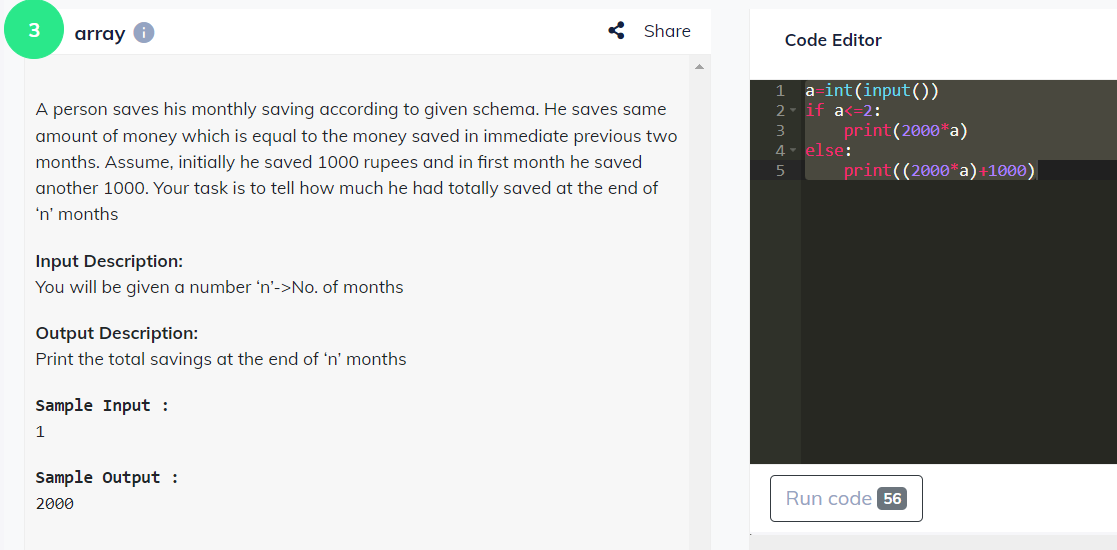 3
array i
Share
A person saves his monthly saving according to given schema. He saves same
amount of money which is equal to the money saved in immediate previous two
months. Assume, initially he saved 1000 rupees and in first month he saved
another 1000. Your task is to tell how much he had totally saved at the end of
‘n’ months
Input Description:
You will be given a number ‘n’->No. of months
Output Description:
Print the total savings at the end of ‘n’ months
Sample Input :
1
Sample Output :
2000
Code Editor
1 a=int(input())
2 if a<=2:
3     print(2000*a)
4 else:
5     print((2000*a)+1000)
Run code 56